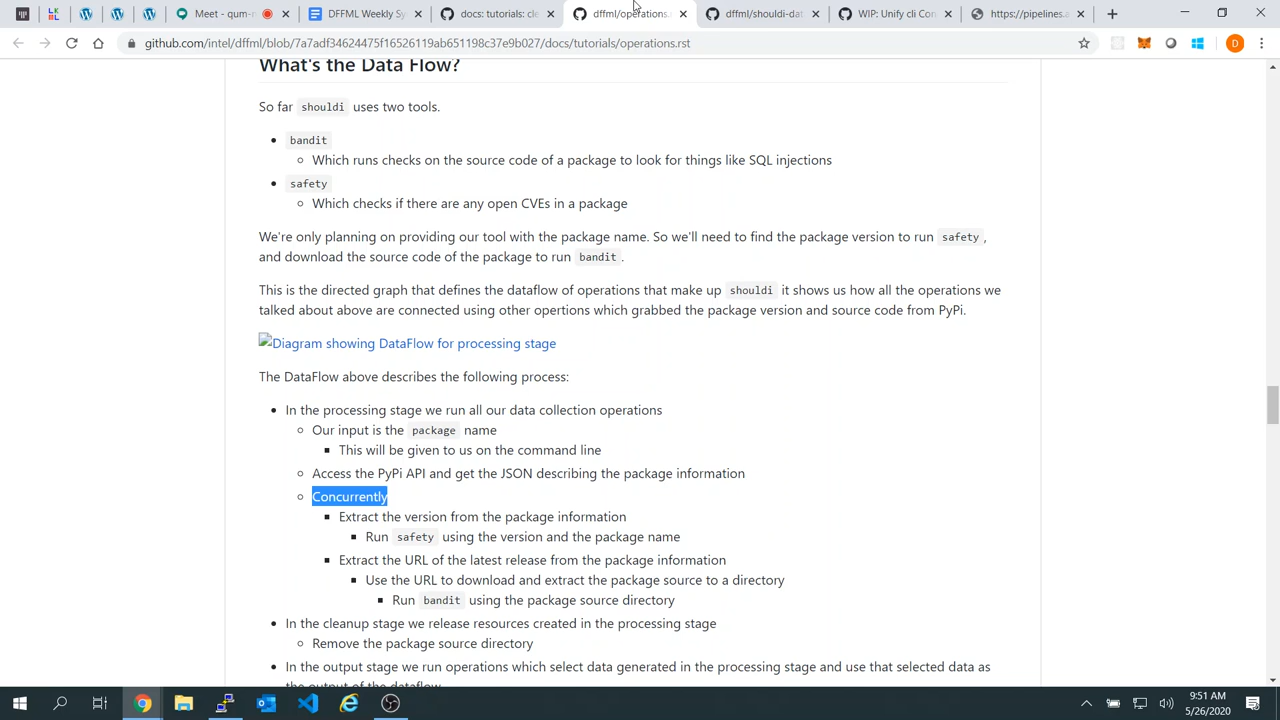 Meet - qum-n
DFFML Weekly Sy
docs: tutorials: cle
dffml/operations.
dffml/shouldi-dat
WIP: Unify cli Con
https://pipelines.a
github.com/intel/dffml/blob/7a7adf34624475f16526119ab651198c37e9b027/docs/tutorials/operations.rst
D
What's the Data Flow?
So far shouldi uses two tools.
bandit
Which runs checks on the source code of a package to look for things like SQL injections
safety
Which checks if there are any open CVEs in a package
We're only planning on providing our tool with the package name. So we'll need to find the package version to run safety,
and download the source code of the package to run bandit.
This is the directed graph that defines the dataflow of operations that make up shouldi it shows us how all the operations we
talked about above are connected using other opertions which grabbed the package version and source code from PyPi.
Diagram showing DataFlow for processing stage
The DataFlow above describes the following process:
In the processing stage we run all our data collection operations
Our input is the package name
This will be given to us on the command line
Access the PyPi API and get the JSON describing the package information
Concurrently
Extract the version from the package information
Run safety using the version and the package name
Extract the URL of the latest release from the package information
Use the URL to download and extract the package source to a directory
Run bandit using the package source directory
In the cleanup stage we release resources created in the processing stage
Remove the package source directory
In the output stage we run operations which select data generated in the processing stage and use that selected data as
the output of the dataflow
9:51 AM
5/26/2020